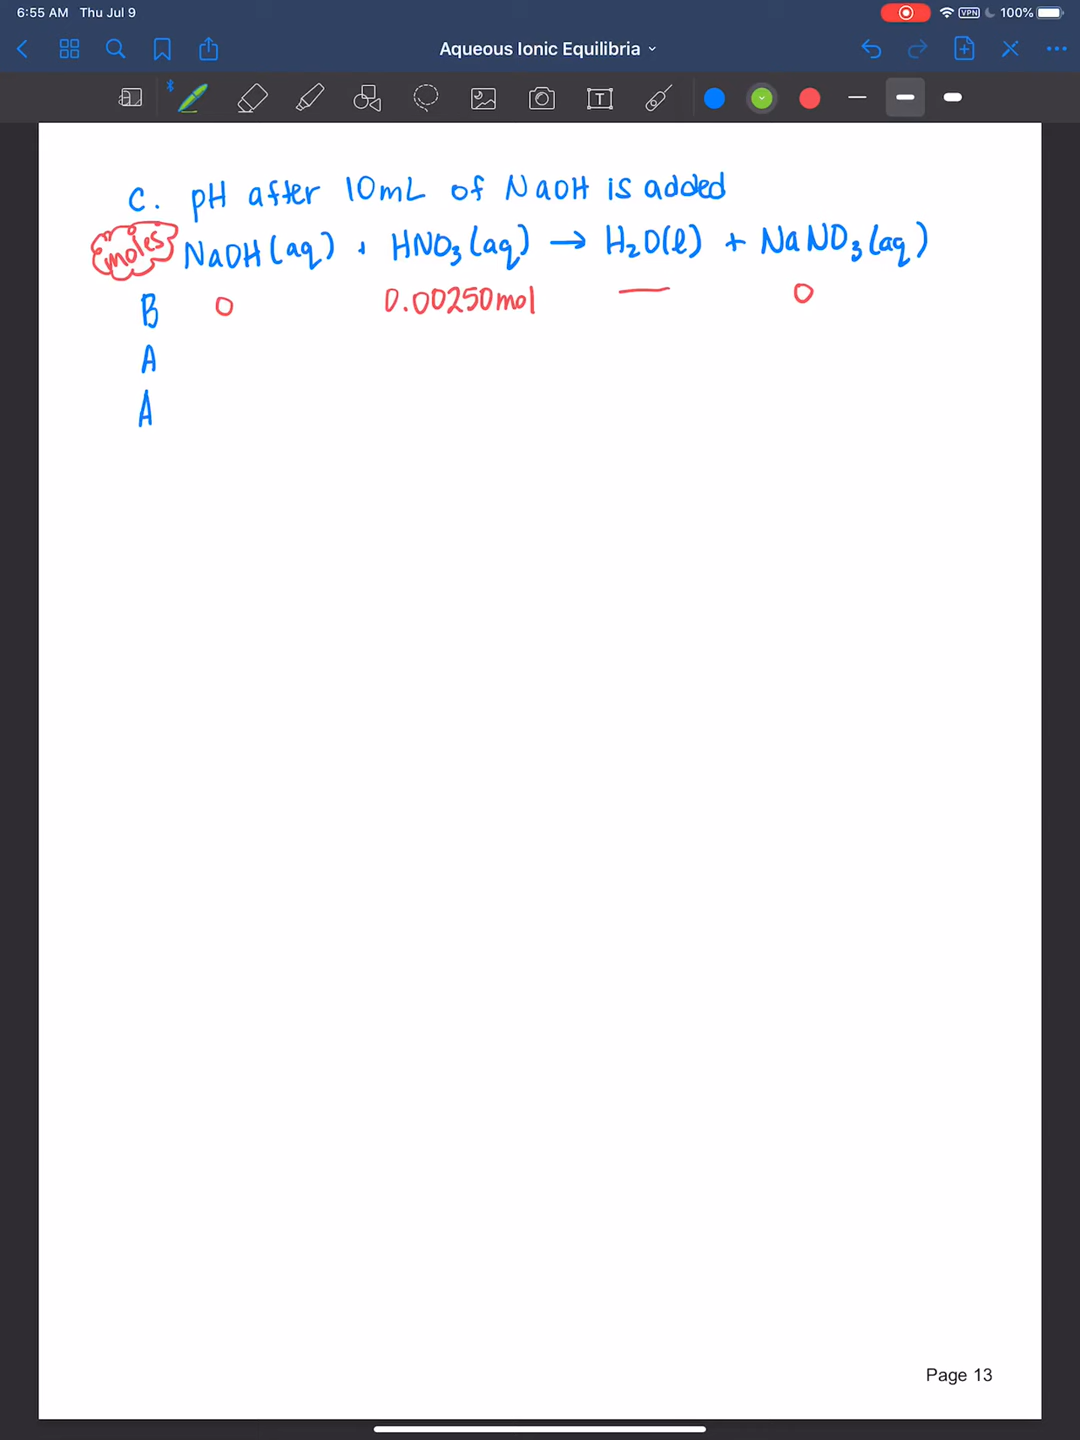 6:55 AM Thu Jul 9
VPN 100%
Aqueous Ionic Equilibria
T
C. pH after 10mL of NaOH is added
moles NaOH(aq) + HNO₃(aq) → H₂O(l) + NaNO₃(aq)
B 0 0.00250mol — 0
A
A
Page 13